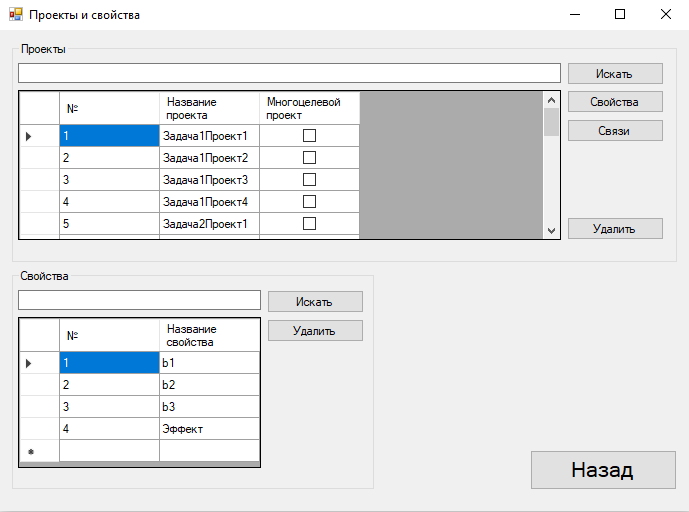 Проекты и свойства
Проекты
Искать
№ Название проекта Многоцелевой проект
Свойства
1 Задача1Проект1
Связи
2 Задача1Проект2
3 Задача1Проект3
4 Задача1Проект4
5 Задача2Проект1
Удалить
Свойства
Искать
№ Название свойства
Удалить
1 b1
2 b2
3 b3
4 Эффект
*
Назад